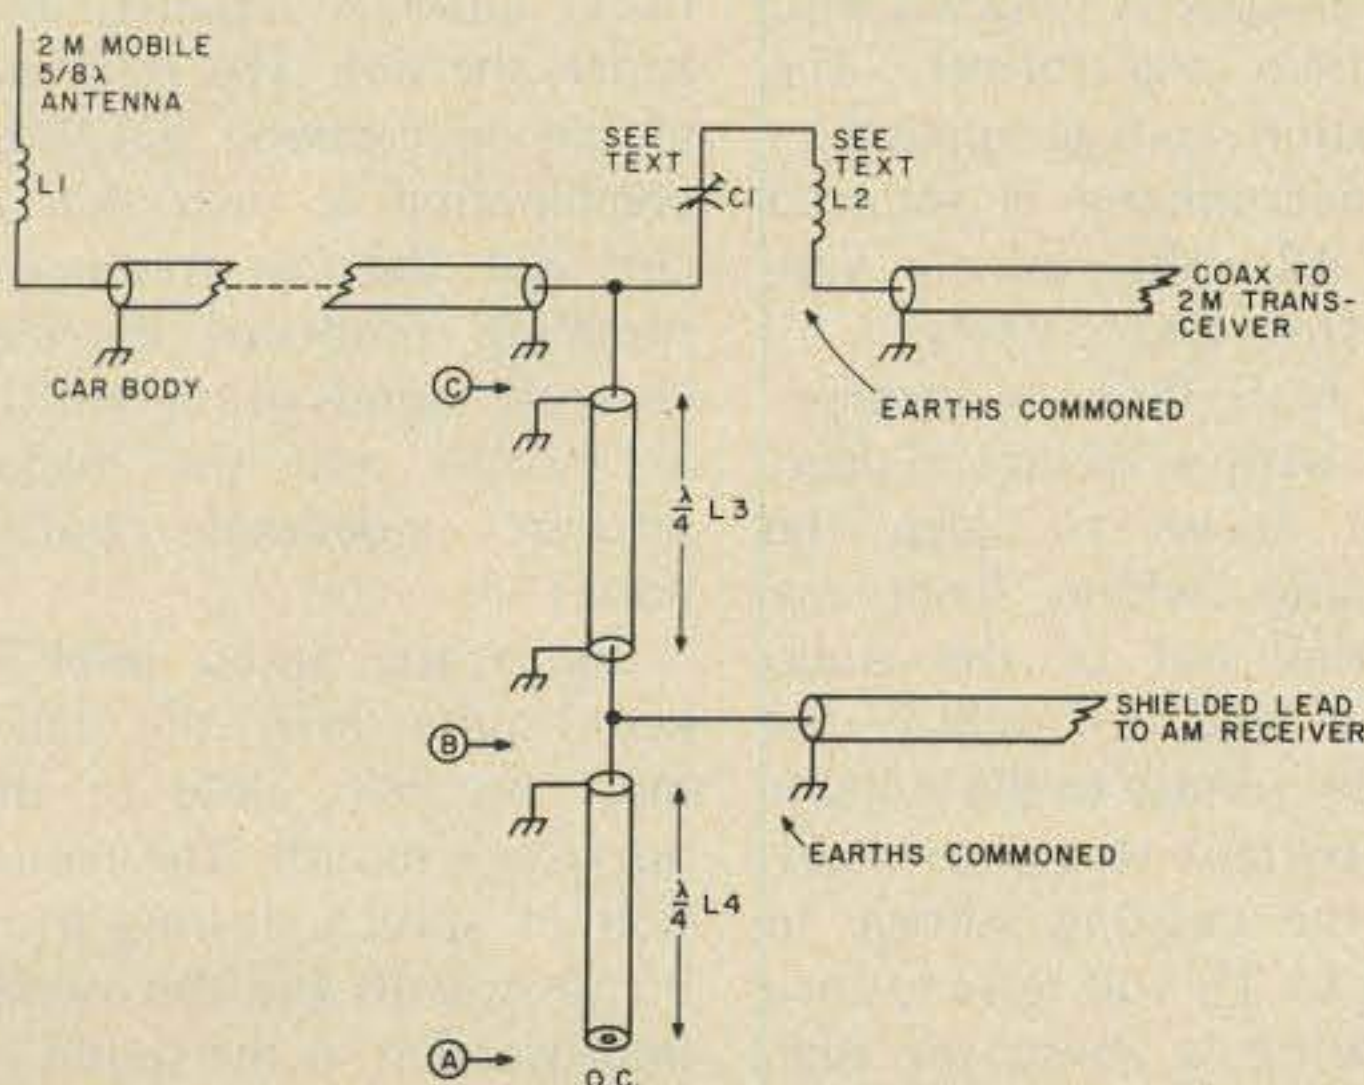 2 M MOBILE
5/8λ
ANTENNA
L1
SEE
TEXT
C1
SEE
TEXT
L2
COAX TO
2 M TRANS-
CEIVER
CAR BODY
C
EARTHS COMMONED
λ/4 L3
SHIELDED LEAD
TO AM RECEIVER
B
EARTHS COMMONED
λ/4 L4
A
O.C.